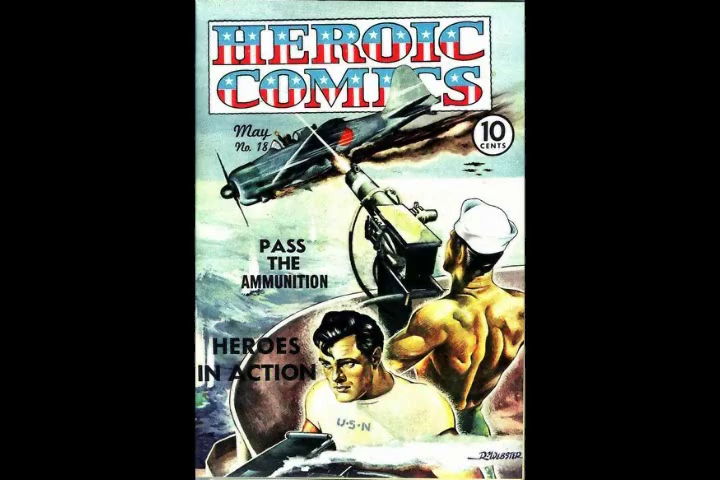 HEROIC
COMICS
May
No. 18
10
CENTS
PASS
THE
AMMUNITION
HEROES
IN ACTION
U·S·N